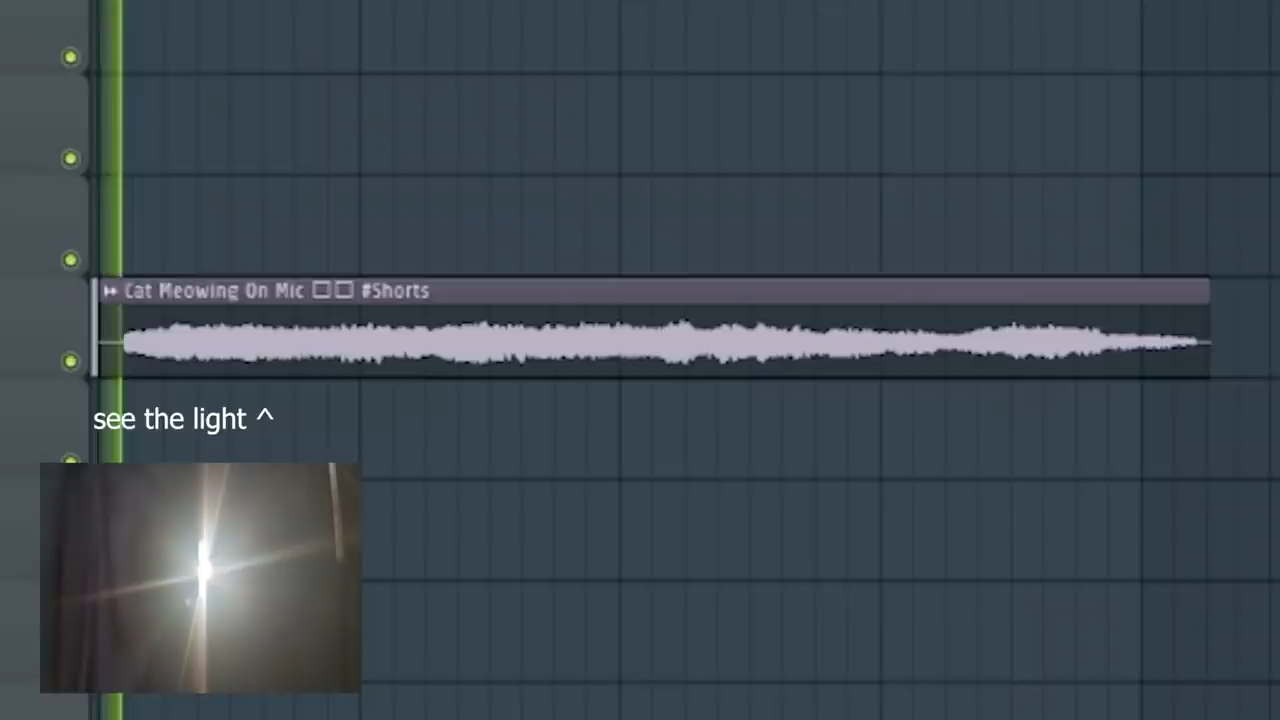 Cat Meowing On Mic □□ #Shorts
see the light ^